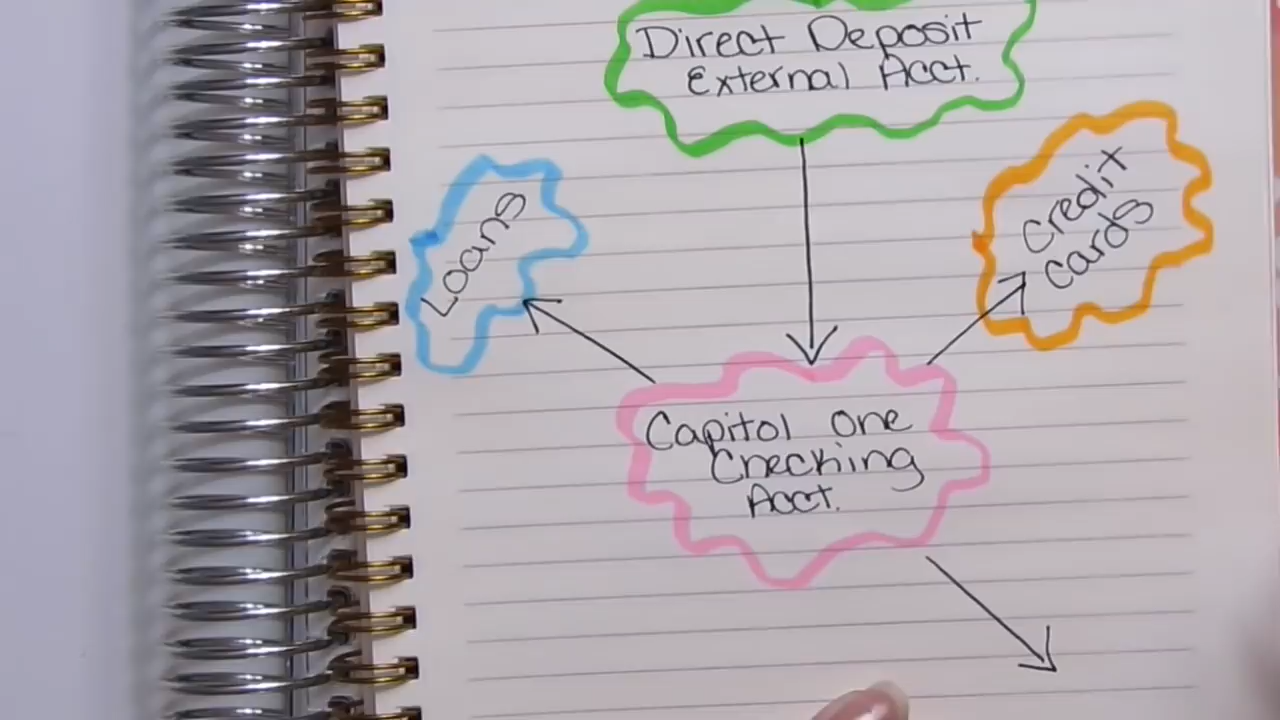 Direct Deposit
External Acct.
Loans
Credit
Cards
Capitol One
Checking
Acct.